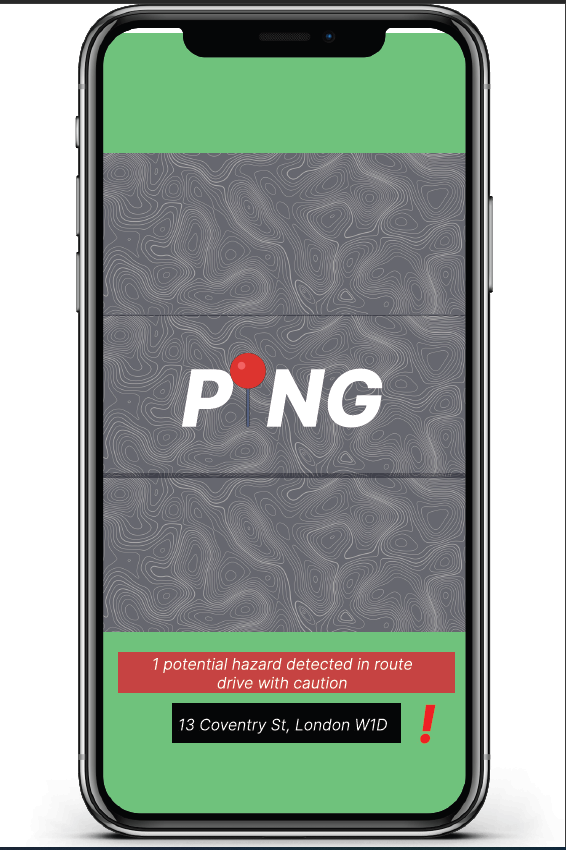 PING
1 potential hazard detected in route
drive with caution
13 Coventry St, London W1D
!